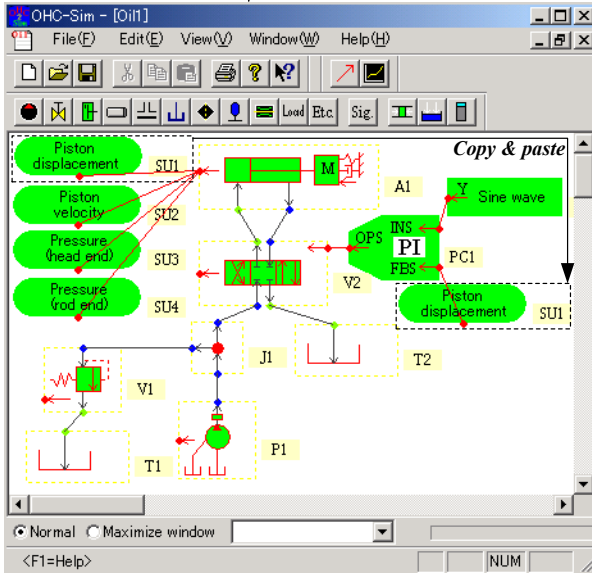 OHC-Sim - [Oil1]
File(F) Edit(E) View(V) Window(W) Help(H)
Load Etc. Sig.
Copy & paste
Piston
displacement
SU1
Piston
velocity
SU2
Pressure
(head end)
SU3
Pressure
(rod end)
SU4
M
A1
Y Sine wave
OPS INS
PI
FBS
PC1
V2
Piston
displacement
SU1
J1
T2
V1
T1
P1
Normal Maximize window
<F1=Help>
NUM